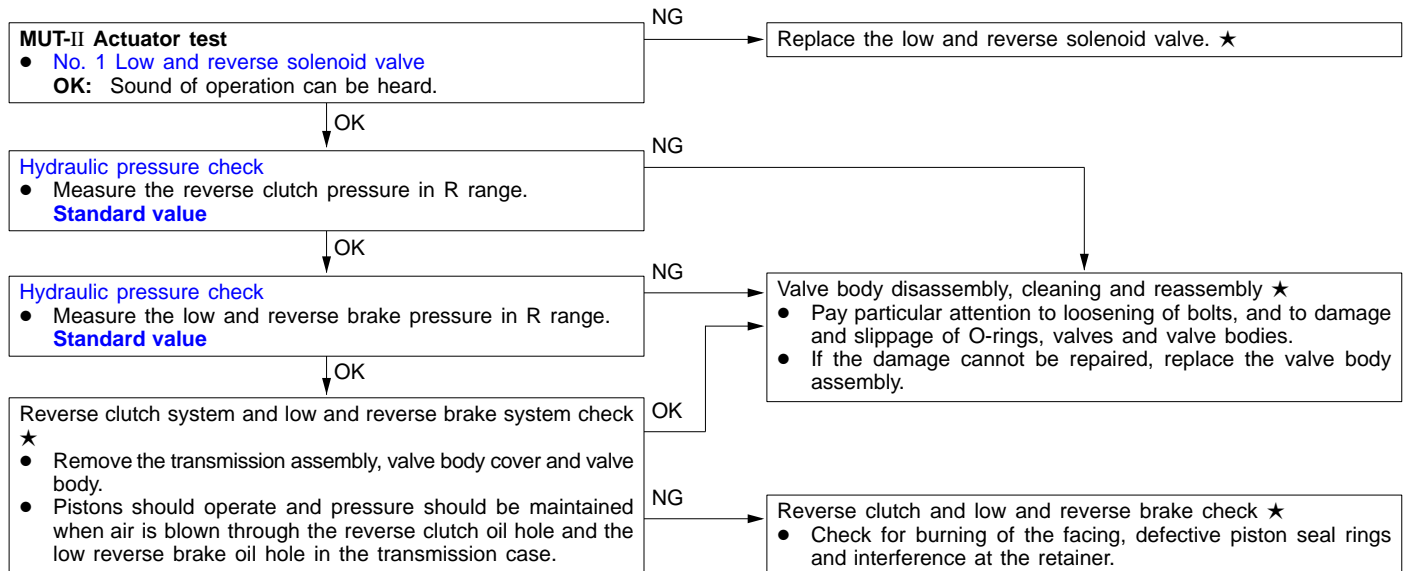 MUT-II Actuator test
● No. 1 Low and reverse solenoid valve
OK: Sound of operation can be heard.
NG
Replace the low and reverse solenoid valve. ★
OK
Hydraulic pressure check
● Measure the reverse clutch pressure in R range.
Standard value
NG
OK
Hydraulic pressure check
● Measure the low and reverse brake pressure in R range.
Standard value
NG
Valve body disassembly, cleaning and reassembly ★
● Pay particular attention to loosening of bolts, and to damage
and slippage of O-rings, valves and valve bodies.
● If the damage cannot be repaired, replace the valve body
assembly.
OK
Reverse clutch system and low and reverse brake system check
★
● Remove the transmission assembly, valve body cover and valve
body.
● Pistons should operate and pressure should be maintained
when air is blown through the reverse clutch oil hole and the
low reverse brake oil hole in the transmission case.
OK
NG
Reverse clutch and low and reverse brake check ★
● Check for burning of the facing, defective piston seal rings
and interference at the retainer.